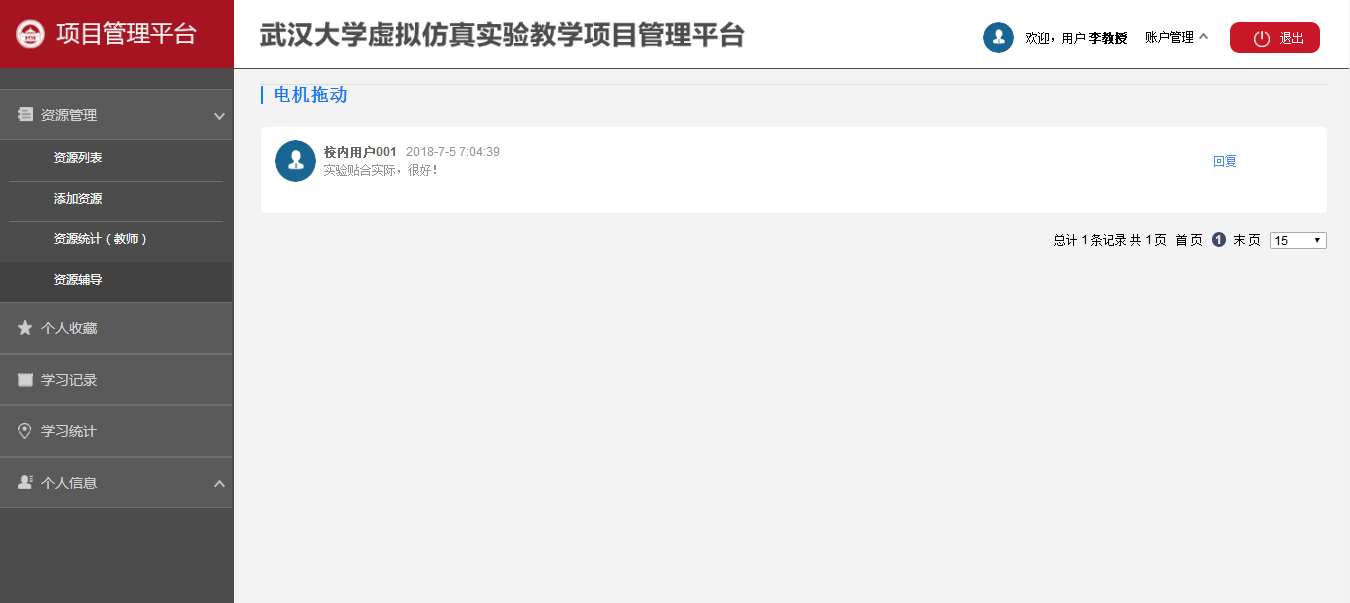 项目管理平台
武汉大学虚拟仿真实验教学项目管理平台
欢迎，用户 李教授 账户管理
退出
资源管理
资源列表
添加资源
资源统计（教师）
资源辅导
个人收藏
学习记录
学习统计
个人信息
电机拖动
校内用户001 2018-7-5 7:04:39
实验贴合实际，很好！
回复
总计 1 条记录 共 1 页 首 页 1 末 页 15